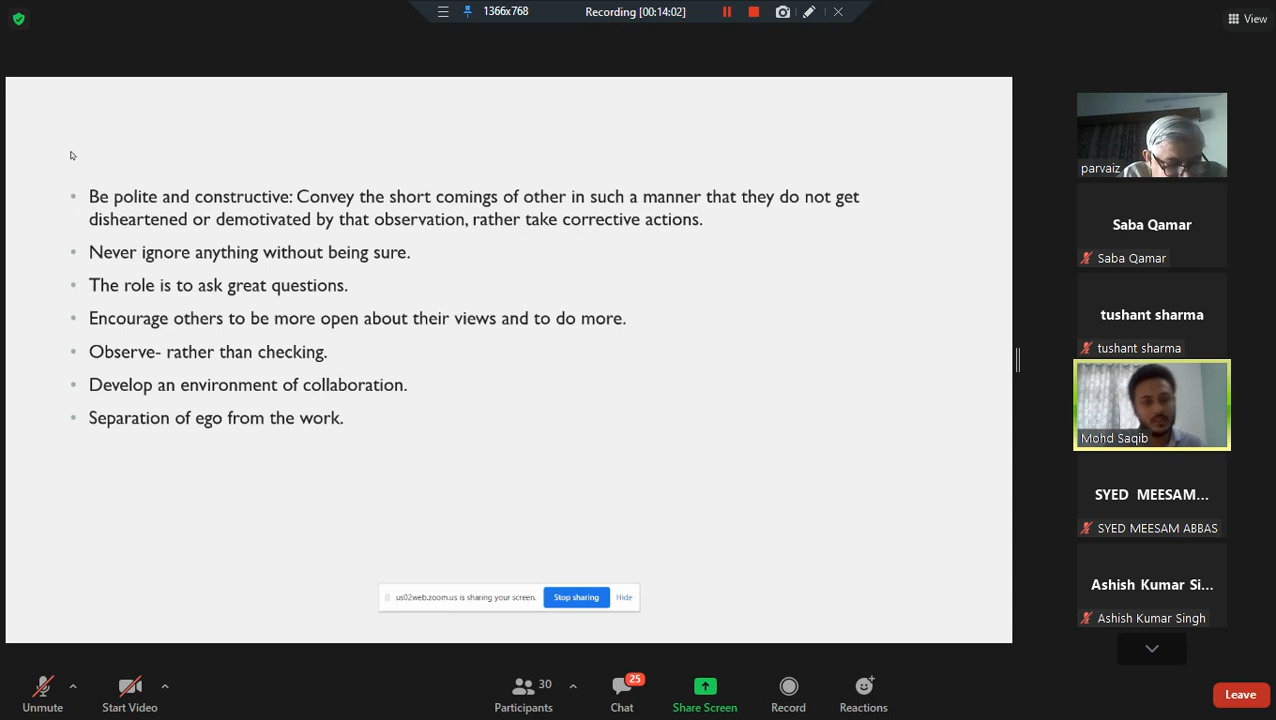 1366x768
Recording [00:14:02]
View
• Be polite and constructive: Convey the short comings of other in such a manner that they do not get
disheartened or demotivated by that observation, rather take corrective actions.
• Never ignore anything without being sure.
• The role is to ask great questions.
• Encourage others to be more open about their views and to do more.
• Observe- rather than checking.
• Develop an environment of collaboration.
• Separation of ego from the work.
us02web.zoom.us is sharing your screen.
Stop sharing
Hide
parvaiz
Saba Qamar
Saba Qamar
tushant sharma
tushant sharma
Mohd Saqib
SYED MEESAM...
SYED MEESAM ABBAS
Ashish Kumar Si...
Ashish Kumar Singh
Unmute
Start Video
30
Participants
25
Chat
Share Screen
Record
Reactions
Leave